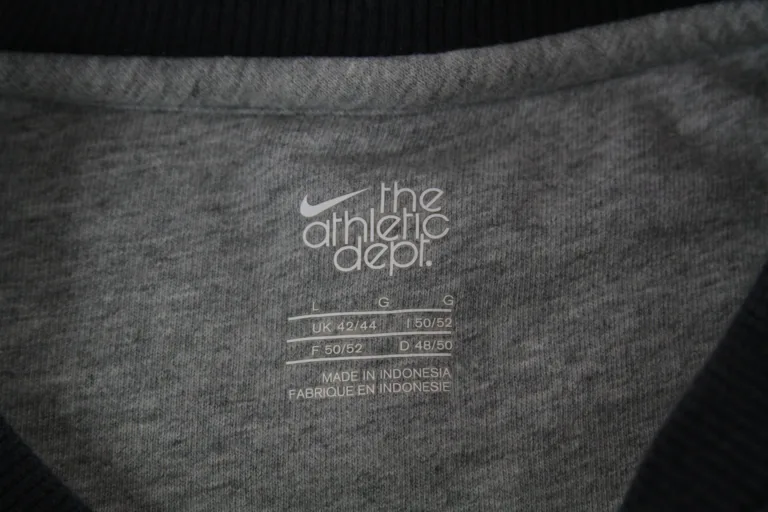 the
athletic
dept.
L G G
UK 42/44 I 50/52
F 50/52 D 48/50
MADE IN INDONESIA
FABRIQUE EN INDONESIE